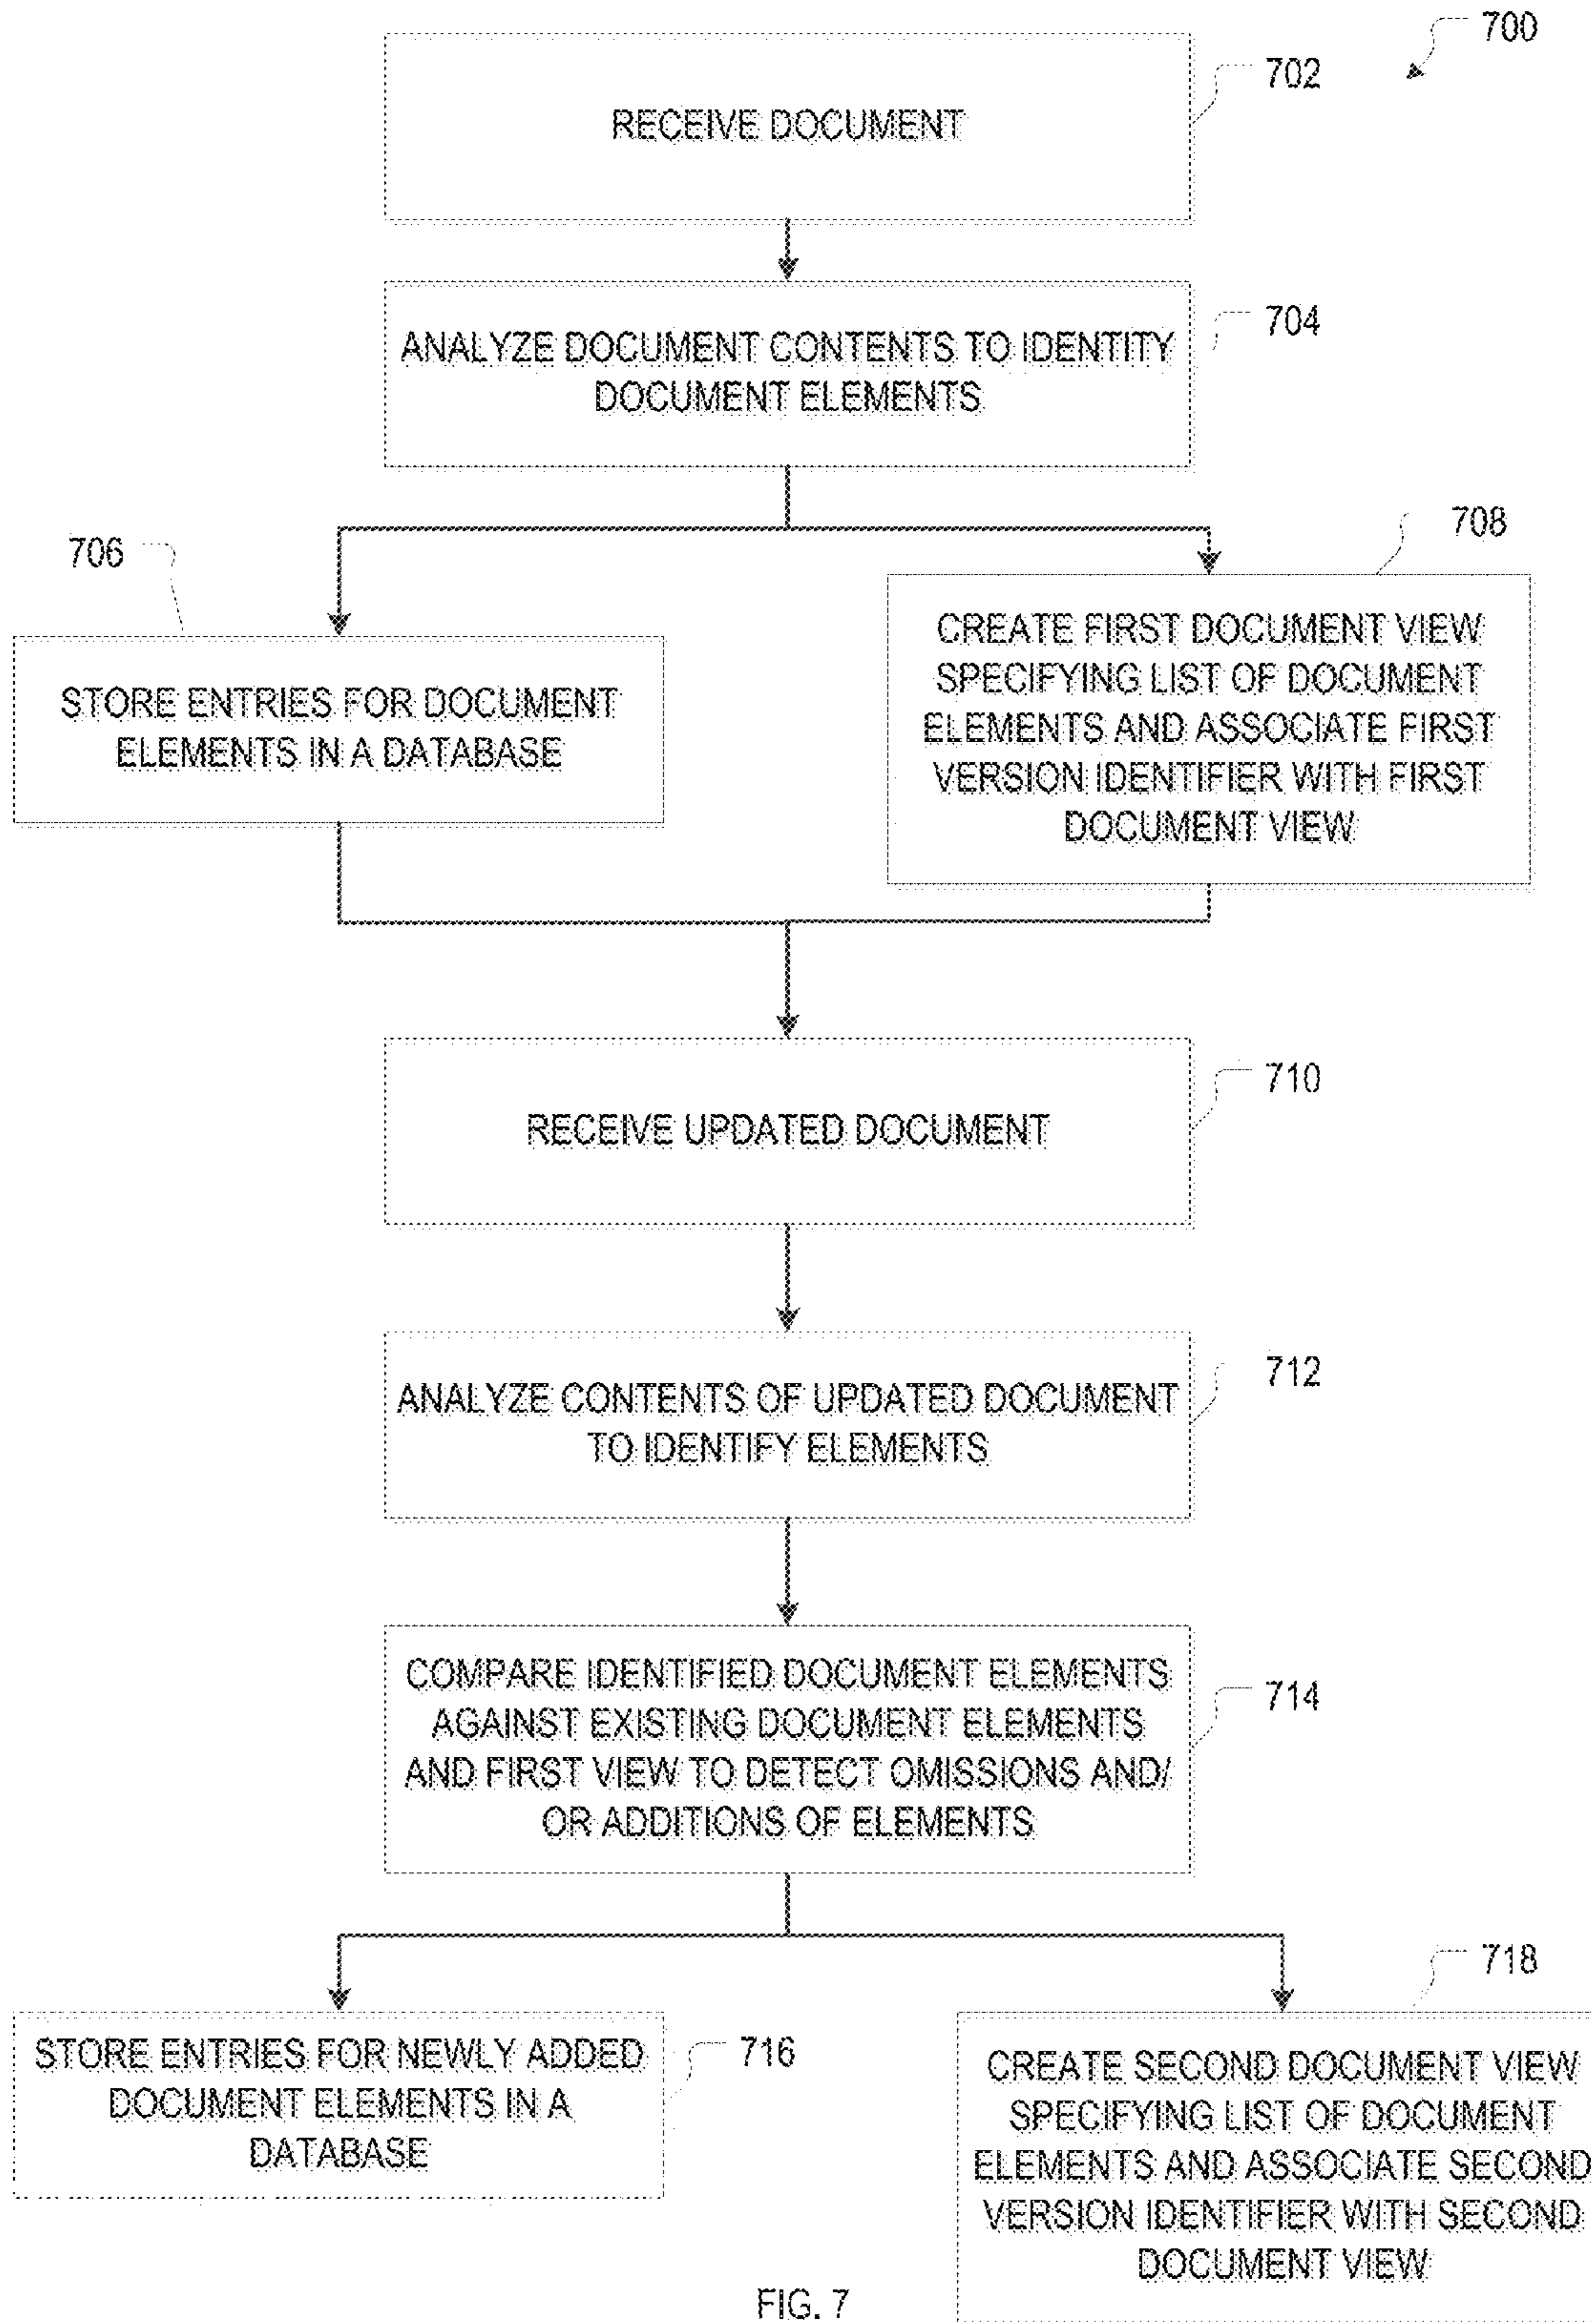 700
702
RECEIVE DOCUMENT
704
ANALYZE DOCUMENT CONTENTS TO IDENTITY
DOCUMENT ELEMENTS
706
STORE ENTRIES FOR DOCUMENT
ELEMENTS IN A DATABASE
708
CREATE FIRST DOCUMENT VIEW
SPECIFYING LIST OF DOCUMENT
ELEMENTS AND ASSOCIATE FIRST
VERSION IDENTIFIER WITH FIRST
DOCUMENT VIEW
710
RECEIVE UPDATED DOCUMENT
712
ANALYZE CONTENTS OF UPDATED DOCUMENT
TO IDENTIFY ELEMENTS
714
COMPARE IDENTIFIED DOCUMENT ELEMENTS
AGAINST EXISTING DOCUMENT ELEMENTS
AND FIRST VIEW TO DETECT OMISSIONS AND/
OR ADDITIONS OF ELEMENTS
716
STORE ENTRIES FOR NEWLY ADDED
DOCUMENT ELEMENTS IN A
DATABASE
718
CREATE SECOND DOCUMENT VIEW
SPECIFYING LIST OF DOCUMENT
ELEMENTS AND ASSOCIATE SECOND
VERSION IDENTIFIER WITH SECOND
DOCUMENT VIEW
FIG. 7